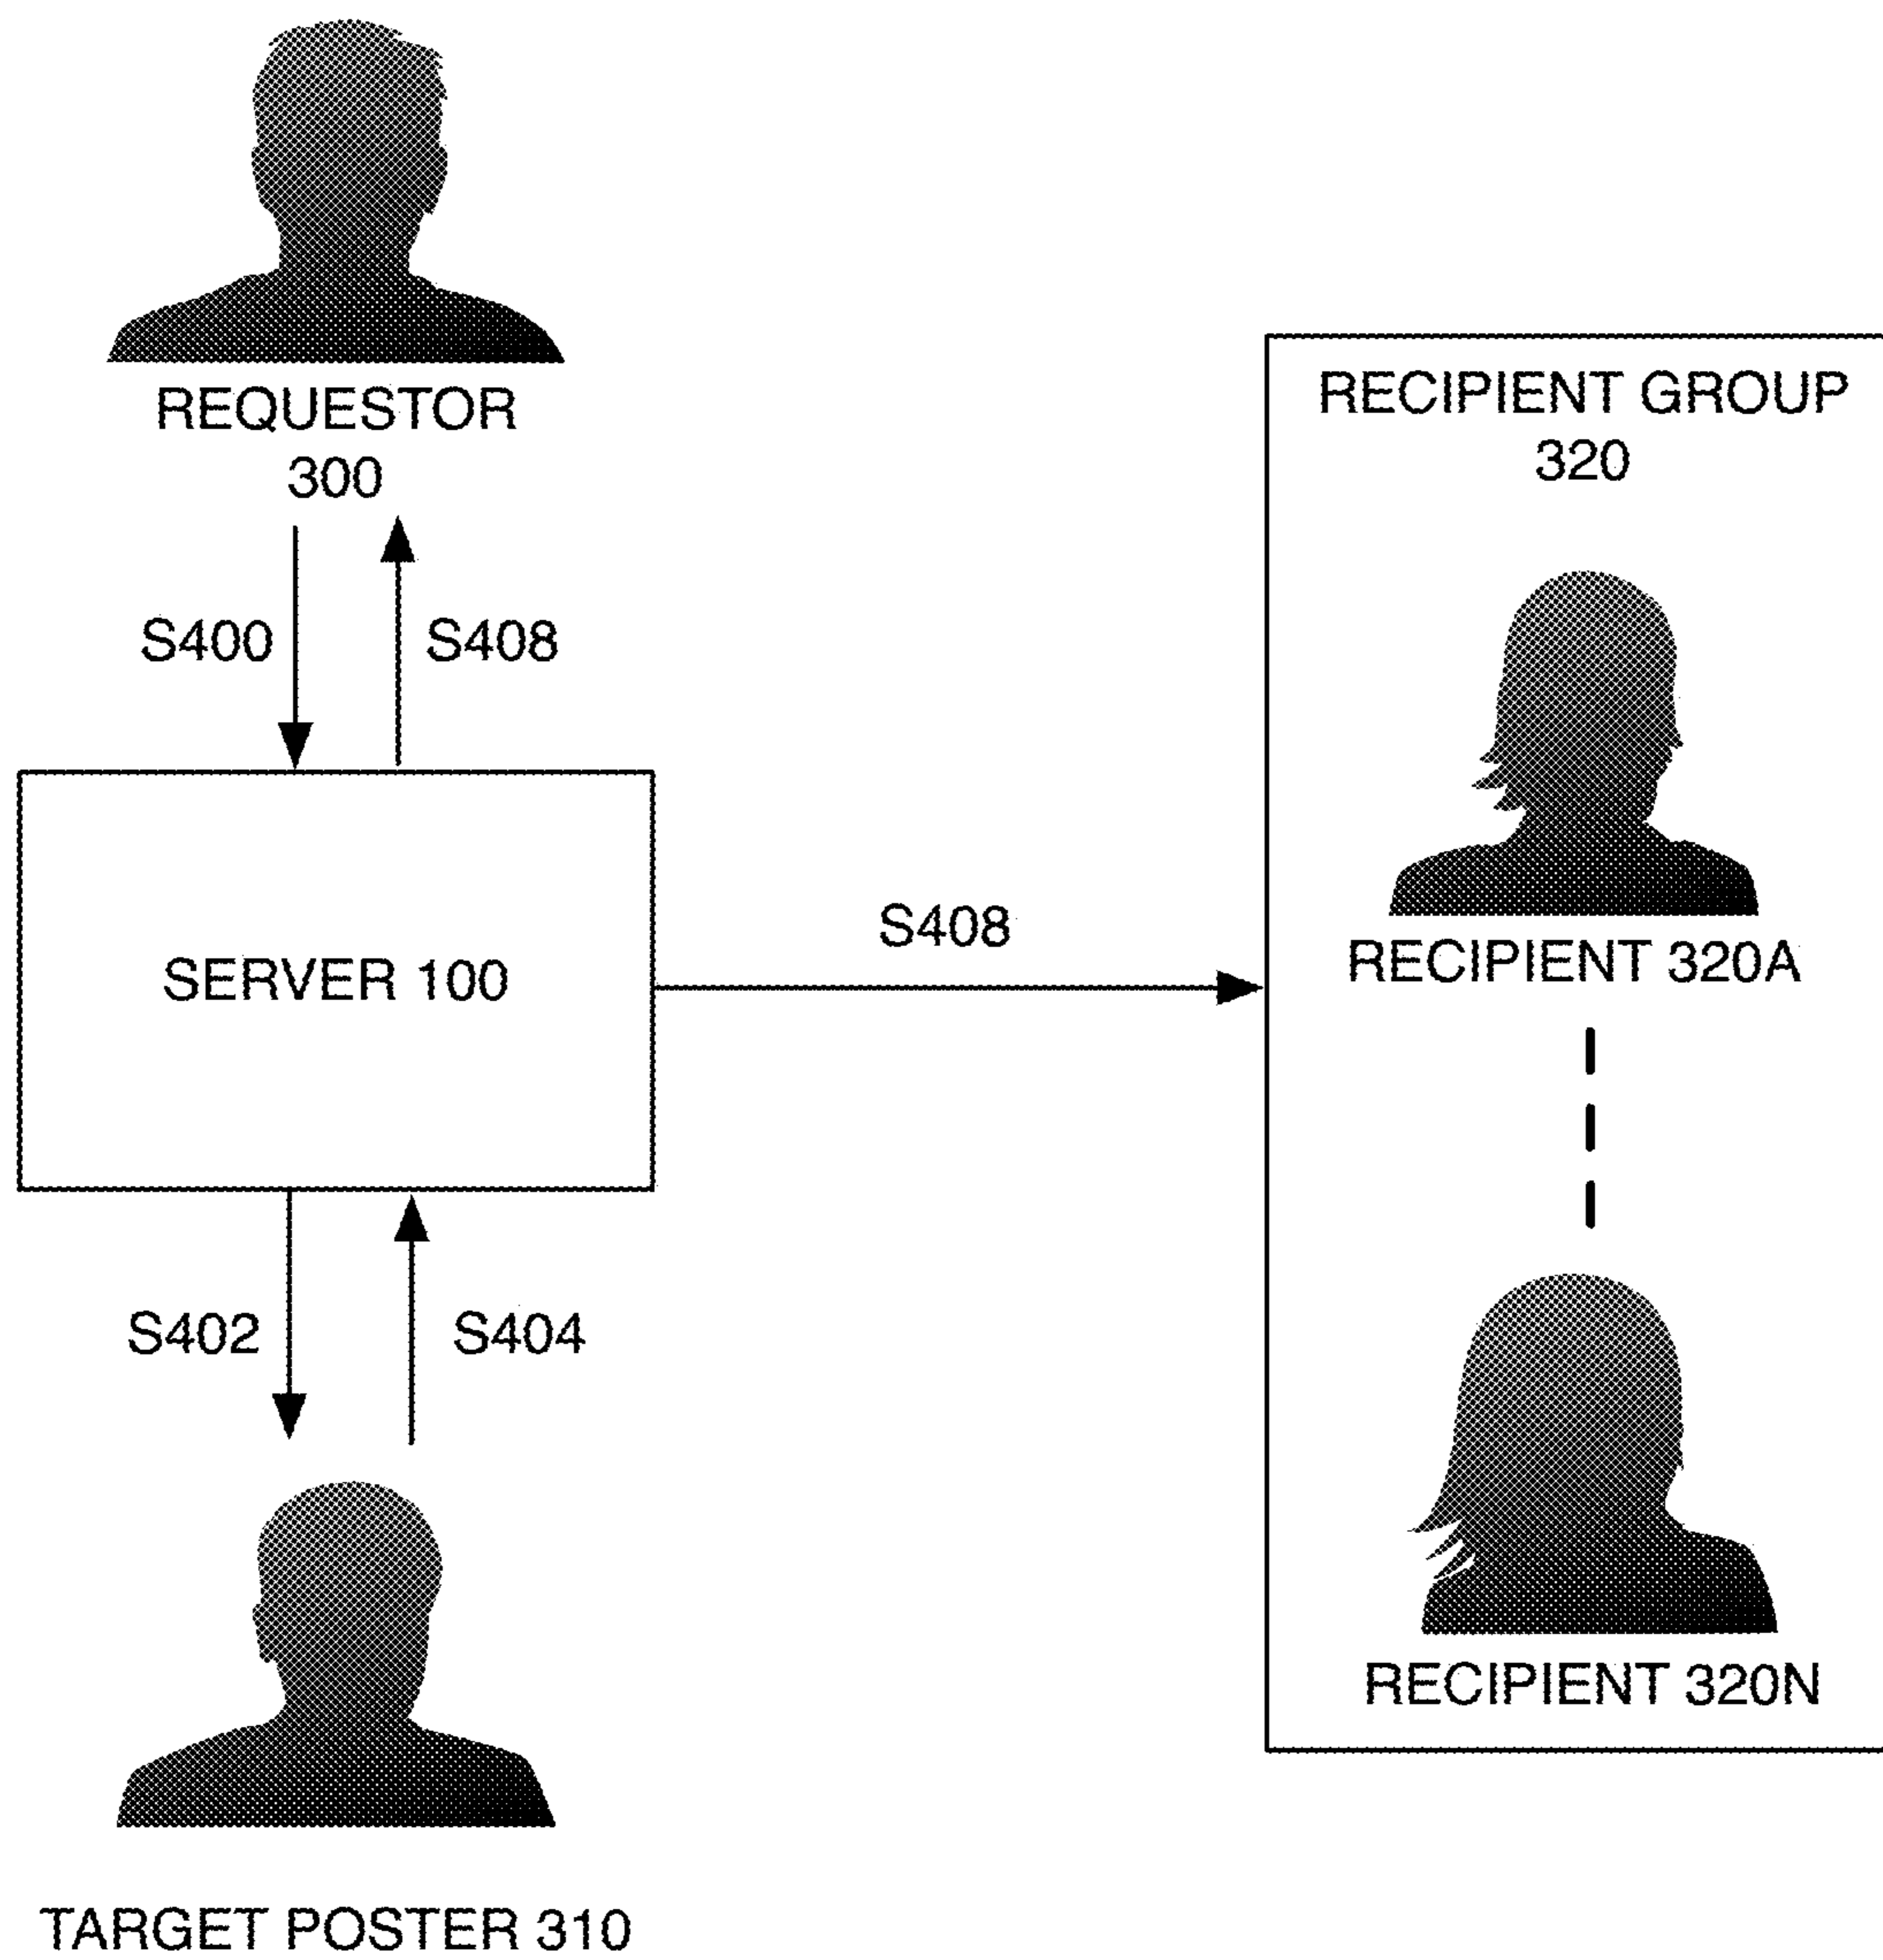 REQUESTOR
300
S400
S408
SERVER 100
S408
S402
S404
TARGET POSTER 310
RECIPIENT GROUP
320
RECIPIENT 320A
RECIPIENT 320N